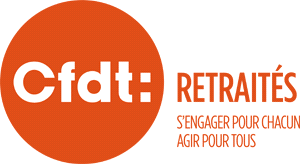 Cfdt:
RETRAITÉS
S'ENGAGER POUR CHACUN
AGIR POUR TOUS